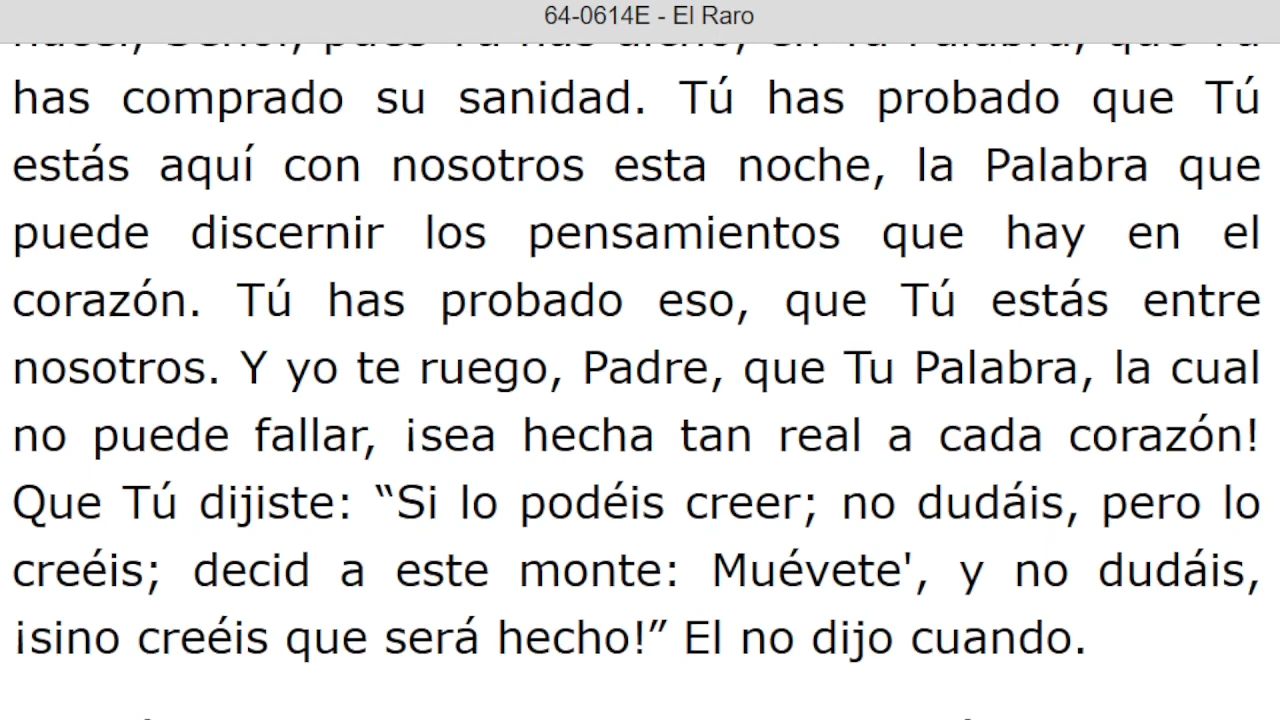 64-0614E - El Raro
has comprado su sanidad. Tú has probado que Tú
estás aquí con nosotros esta noche, la Palabra que
puede discernir los pensamientos que hay en el
corazón. Tú has probado eso, que Tú estás entre
nosotros. Y yo te ruego, Padre, que Tu Palabra, la cual
no puede fallar, ¡sea hecha tan real a cada corazón!
Que Tú dijiste: “Si lo podéis creer; no dudáis, pero lo
creéis; decid a este monte: Muévete', y no dudáis,
¡sino creéis que será hecho!” El no dijo cuando.